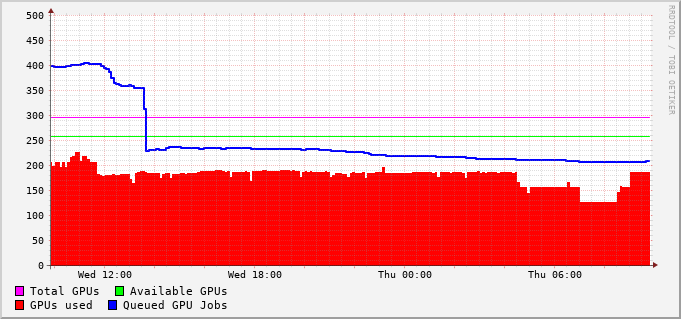 500
450
400
350
300
250
200
150
100
50
0
Wed 12:00 Wed 18:00 Thu 00:00 Thu 06:00
Total GPUs Available GPUs
GPUs used Queued GPU Jobs
RRDTOOL / TOBI OETIKER